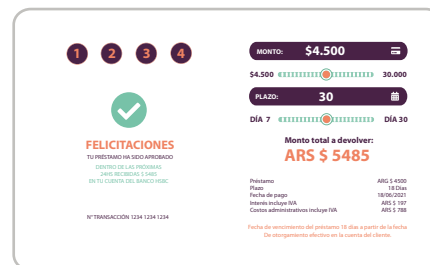 1 2 3 4
FELICITACIONES
TU PRÉSTAMO HA SIDO APROBADO
DENTRO DE LAS PRÓXIMAS
24HS RECIBIDAS $ 5485
EN TU CUENTA DEL BANCO HSBC
N°TRANSACCIÓN 1234 1234 1234
MONTO: $4.500
$4.500 30.000
PLAZO: 30
DÍA 7 DÍA 30
Monto total a devolver:
ARS $ 5485
Préstamo ARG $ 4500
Plazo 18 Días
Fecha de pago 18/06/2021
Interés incluye IVA ARS $ 197
Costos administrativos incluye IVA ARS $ 788
Fecha de vencimiento del préstamo 18 días a partir de la fecha
De otorgamiento efectivo en la cuenta del cliente.